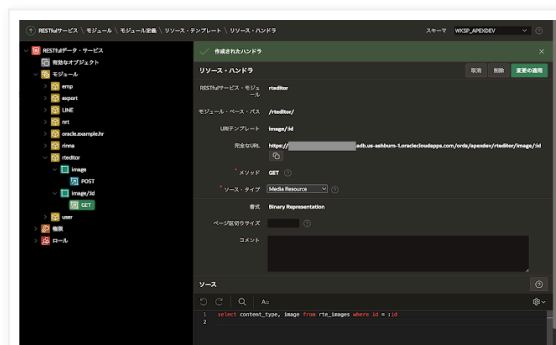 RESTfulサービス \ モジュール \ モジュール定義 \ リソース・テンプレート \ リソース・ハンドラ
スキーマ WKSP_APEXDEV
RESTfulデータ・サービス
有効なオブジェクト
モジュール
emp
export
LINE
oracle.example.hr
rinna
rteditor
image
POST
image/:id
GET
user
権限
ロール
作成されたハンドラ
リソース・ハンドラ
取消 削除 変更の適用
RESTfulサービス・モジュール rteditor
モジュール・ベース・パス /rteditor/
URIテンプレート image/:id
完全なURL https:// adb.us-ashburn-1.oraclecloudapps.com/ords/apexdev/rteditor/image/:id
* メソッド GET
* ソース・タイプ Media Resource
書式 Binary Representation
ページ区切りサイズ
コメント
ソース
1 select content_type, image from rte_images where id = :id
2